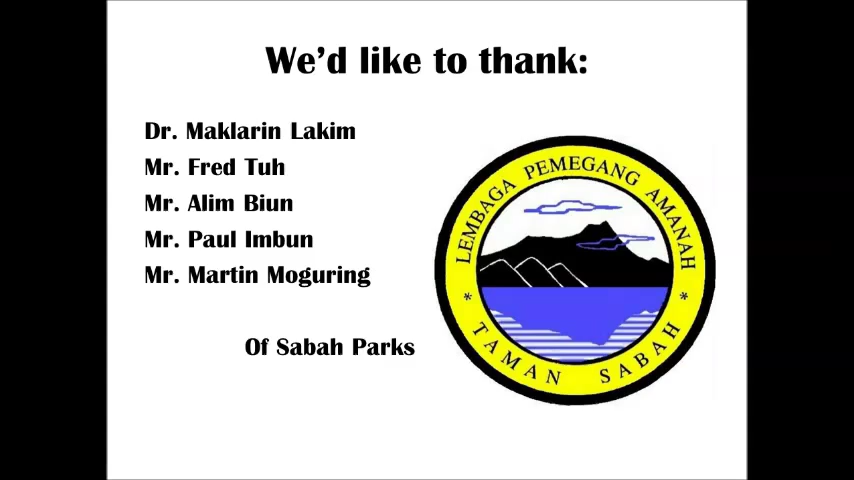 We'd like to thank:
Dr. Maklarin Lakim
Mr. Fred Tuh
Mr. Alim Biun
Mr. Paul Imbun
Mr. Martin Moguring
Of Sabah Parks
LEMBAGA PEMEGANG AMANAH
* TAMAN SABAH *